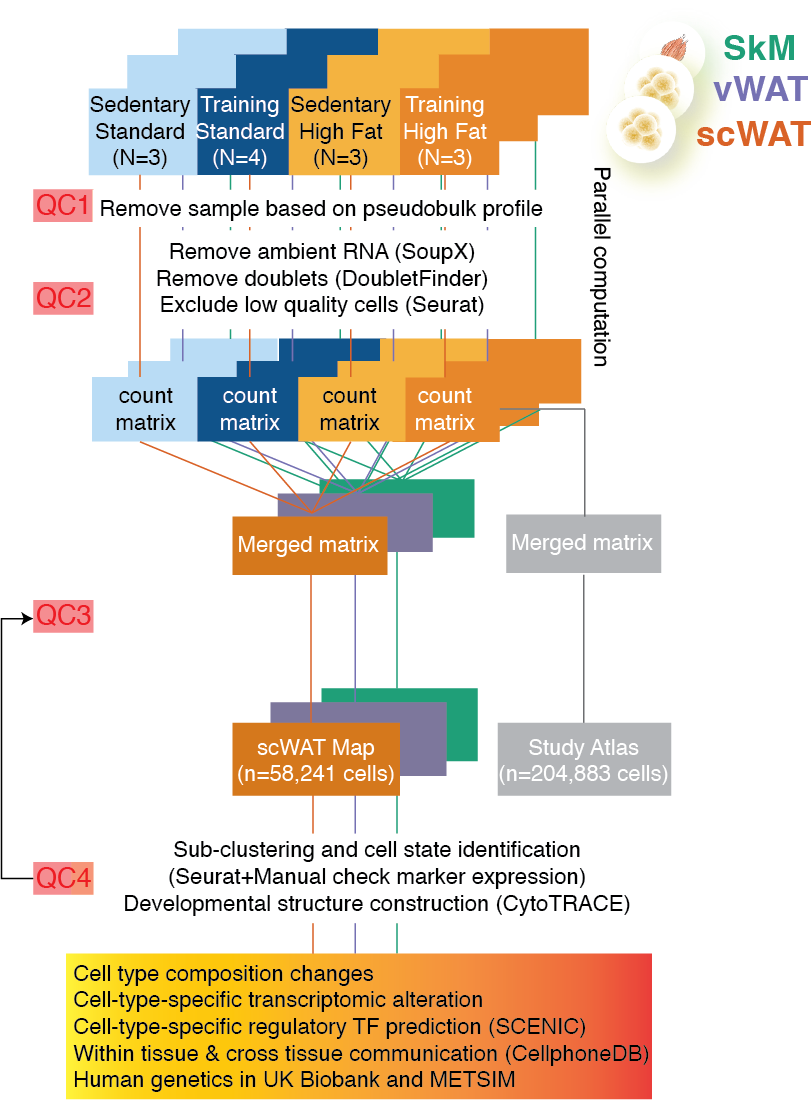 SkM
vWAT
scWAT
Sedentary
Standard
(N=3)
Training
Standard
(N=4)
Sedentary
High Fat
(N=3)
Training
High Fat
(N=3)
Parallel computation
QC1
Remove sample based on pseudobulk profile
Remove ambient RNA (SoupX)
Remove doublets (DoubletFinder)
QC2
Exclude low quality cells (Seurat)
count
matrix
count
matrix
count
matrix
count
matrix
Merged matrix
Merged matrix
QC3
scWAT Map
(n=58,241 cells)
Study Atlas
(n=204,883 cells)
Sub-clustering and cell state identification
QC4
(Seurat+Manual check marker expression)
Developmental structure construction (CytoTRACE)
Cell type composition changes
Cell-type-specific transcriptomic alteration
Cell-type-specific regulatory TF prediction (SCENIC)
Within tissue & cross tissue communication (CellphoneDB)
Human genetics in UK Biobank and METSIM